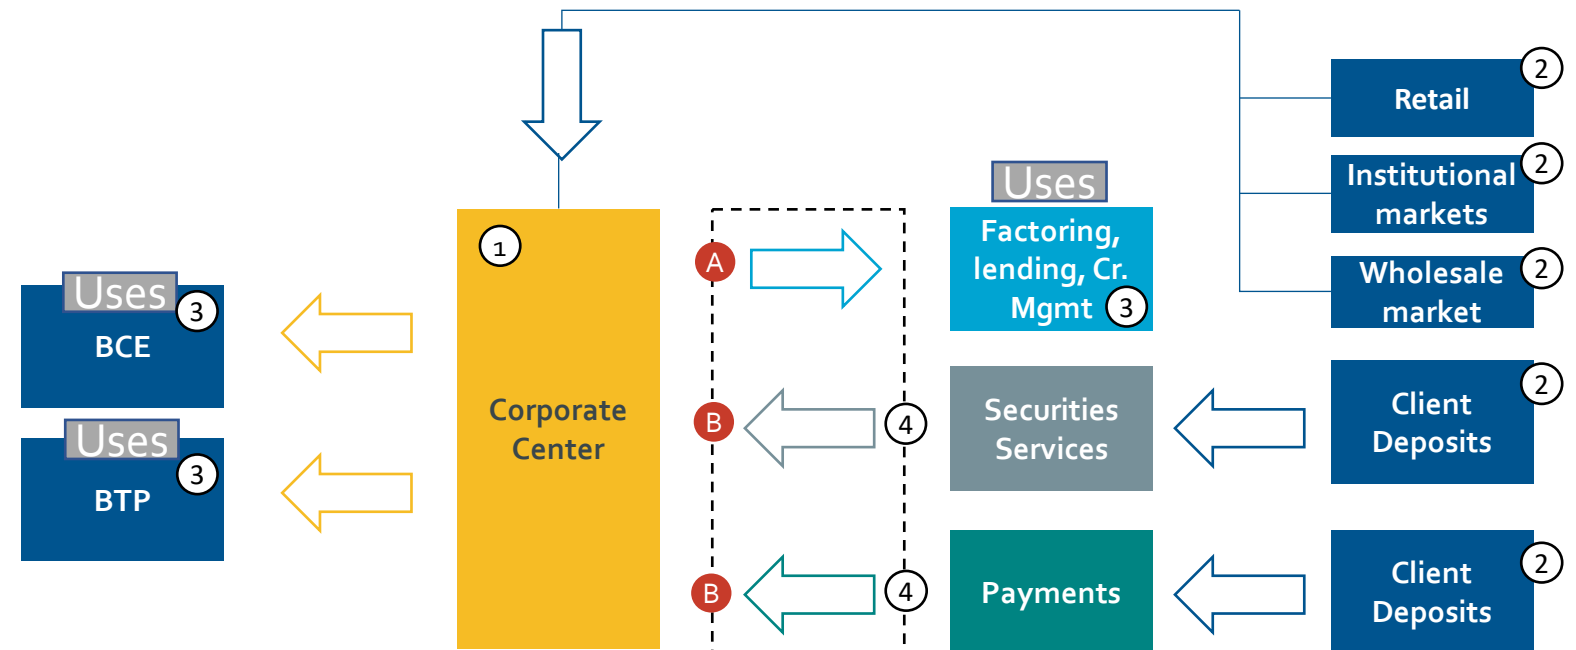 2
Retail
2
Institutional
markets
2
Wholesale
market
Uses
Factoring,
lending, Cr.
Mgmt
3
1
A
Uses
3
BCE
Uses
3
BTP
Corporate
Center
B
4
Securities
Services
2
Client
Deposits
B
4
Payments
2
Client
Deposits